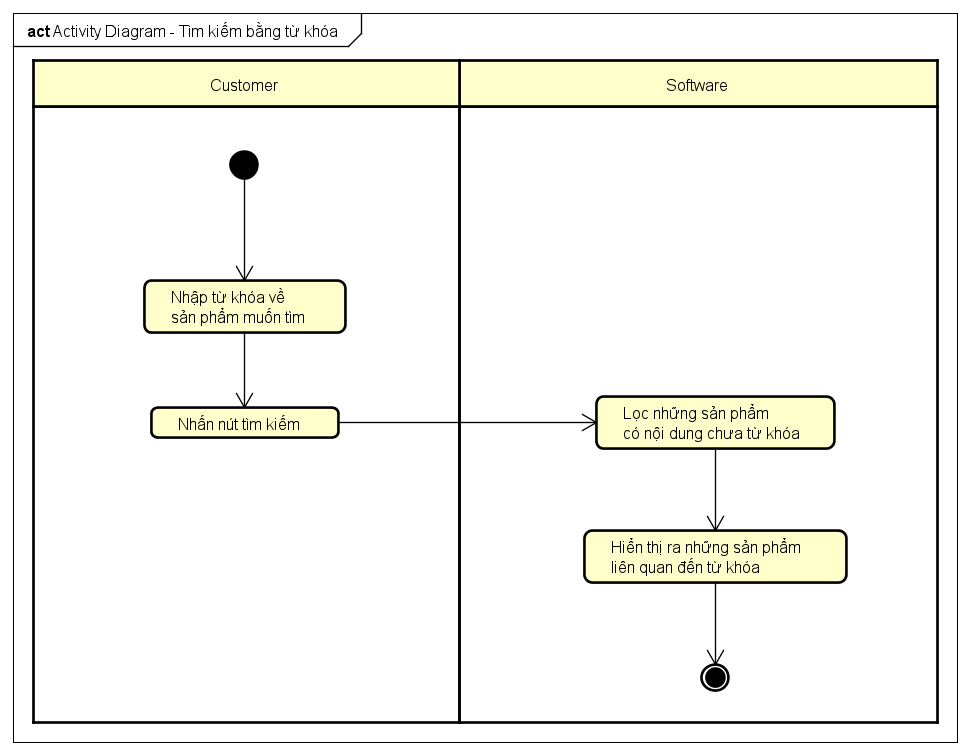 act Activity Diagram - Tìm kiếm bằng từ khóa
Customer
Software
Nhập từ khóa về
sản phẩm muốn tìm
Nhấn nút tìm kiếm
Lọc những sản phẩm
có nội dung chưa từ khóa
Hiển thị ra những sản phẩm
liên quan đến từ khóa